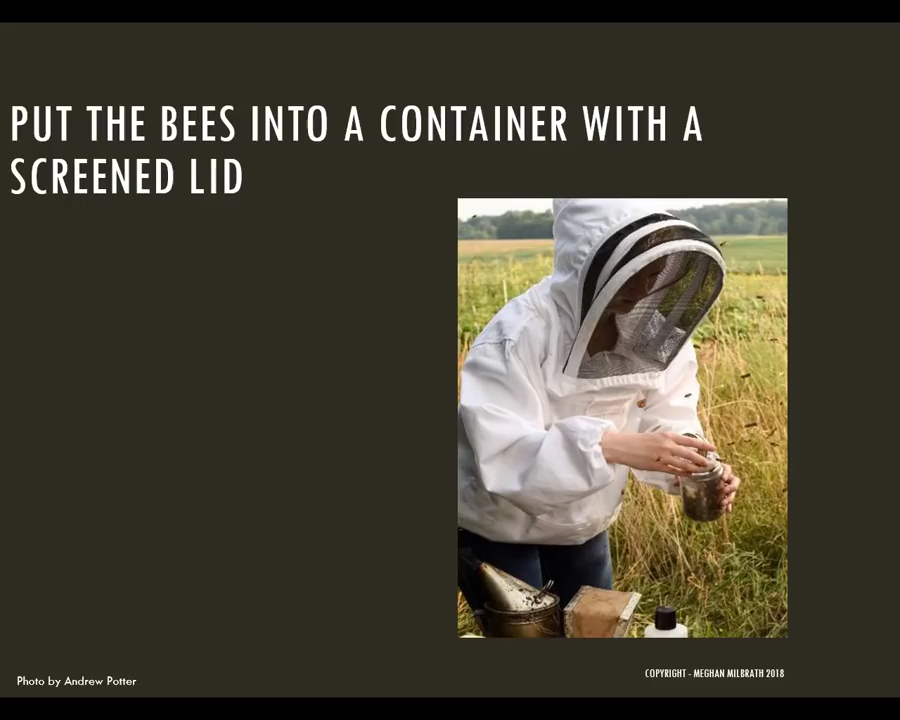 PUT THE BEES INTO A CONTAINER WITH A
SCREENED LID
Photo by Andrew Potter
COPYRIGHT - MEGHAN MILBRATH 2018